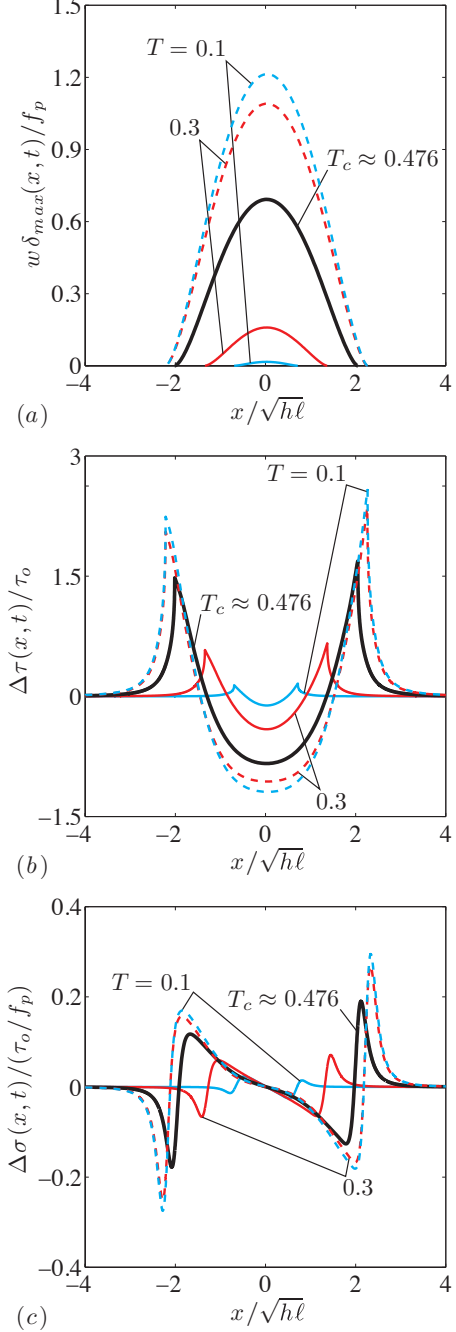 1.5
1.2
0.9
0.6
0.3
0
wδ_max(x, t)/f_p
T = 0.1
0.3
T_c ≈ 0.476
−4 −2 0 2 4
(a) x/√hℓ
3
1.5
0
−1.5
Δτ(x, t)/τ_o
T = 0.1
T_c ≈ 0.476
0.3
−4 −2 0 2 4
(b) x/√hℓ
0.4
0.2
0
−0.2
−0.4
Δσ(x, t)/(τ_o/f_p)
T = 0.1
T_c ≈ 0.476
0.3
−4 −2 0 2 4
(c) x/√hℓ